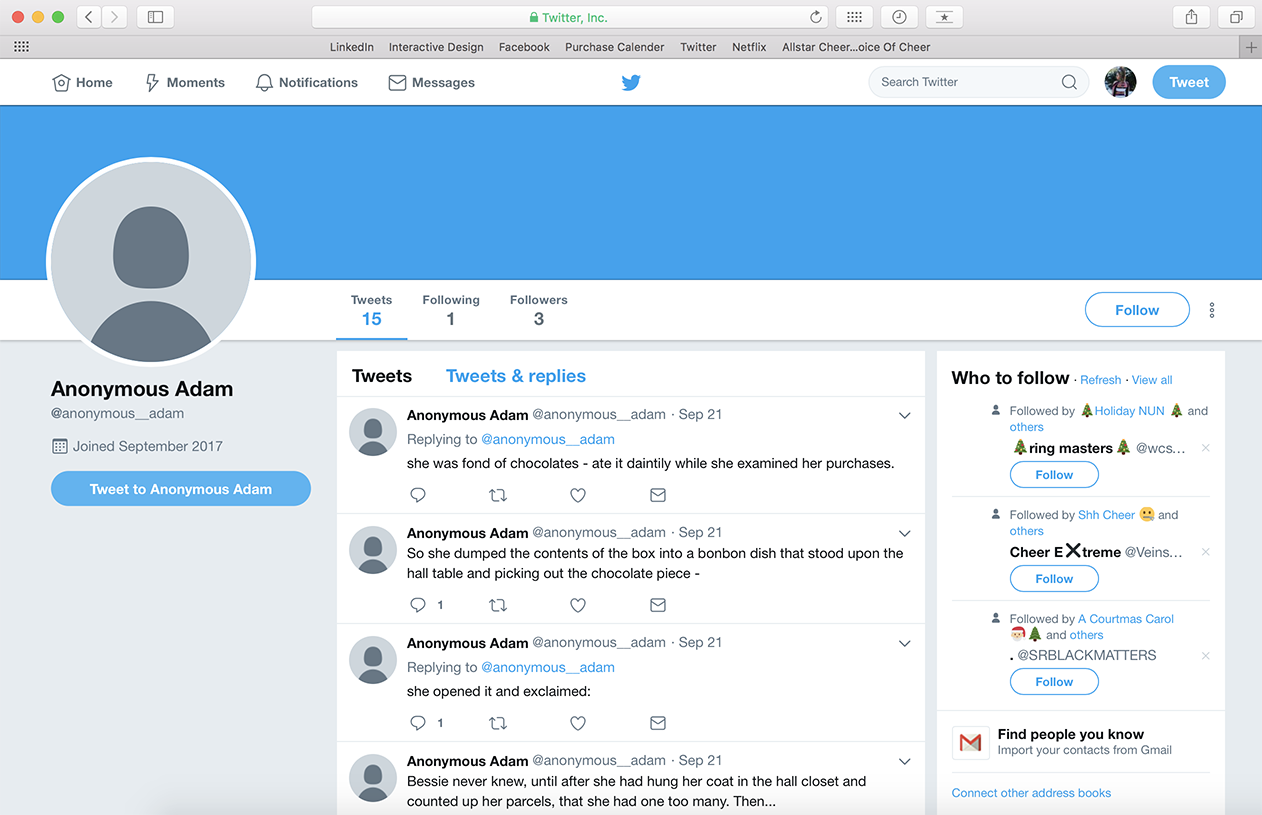 Twitter, Inc.
LinkedIn Interactive Design Facebook Purchase Calender Twitter Netflix Allstar Cheer...oice Of Cheer
Home Moments Notifications Messages Search Twitter Tweet
Tweets Following Followers
15 1 3
Follow
Anonymous Adam
@anonymous__adam
Joined September 2017
Tweet to Anonymous Adam
Tweets Tweets & replies
Anonymous Adam @anonymous__adam · Sep 21
Replying to @anonymous__adam
she was fond of chocolates - ate it daintily while she examined her purchases.
Anonymous Adam @anonymous__adam · Sep 21
So she dumped the contents of the box into a bonbon dish that stood upon the
hall table and picking out the chocolate piece -
1
Anonymous Adam @anonymous__adam · Sep 21
Replying to @anonymous__adam
she opened it and exclaimed:
1
Anonymous Adam @anonymous__adam · Sep 21
Bessie never knew, until after she had hung her coat in the hall closet and
counted up her parcels, that she had one too many. Then...
Who to follow · Refresh · View all
Followed by 🎄Holiday NUN 🎄 and
others
🎄ring masters🎄 @wcs...
Follow
Followed by Shh Cheer 🤐 and
others
Cheer E❌treme @Veins...
Follow
Followed by A Courtmas Carol
🎅🎄 and others
. @SRBLACKMATTERS
Follow
Find people you know
Import your contacts from Gmail
Connect other address books